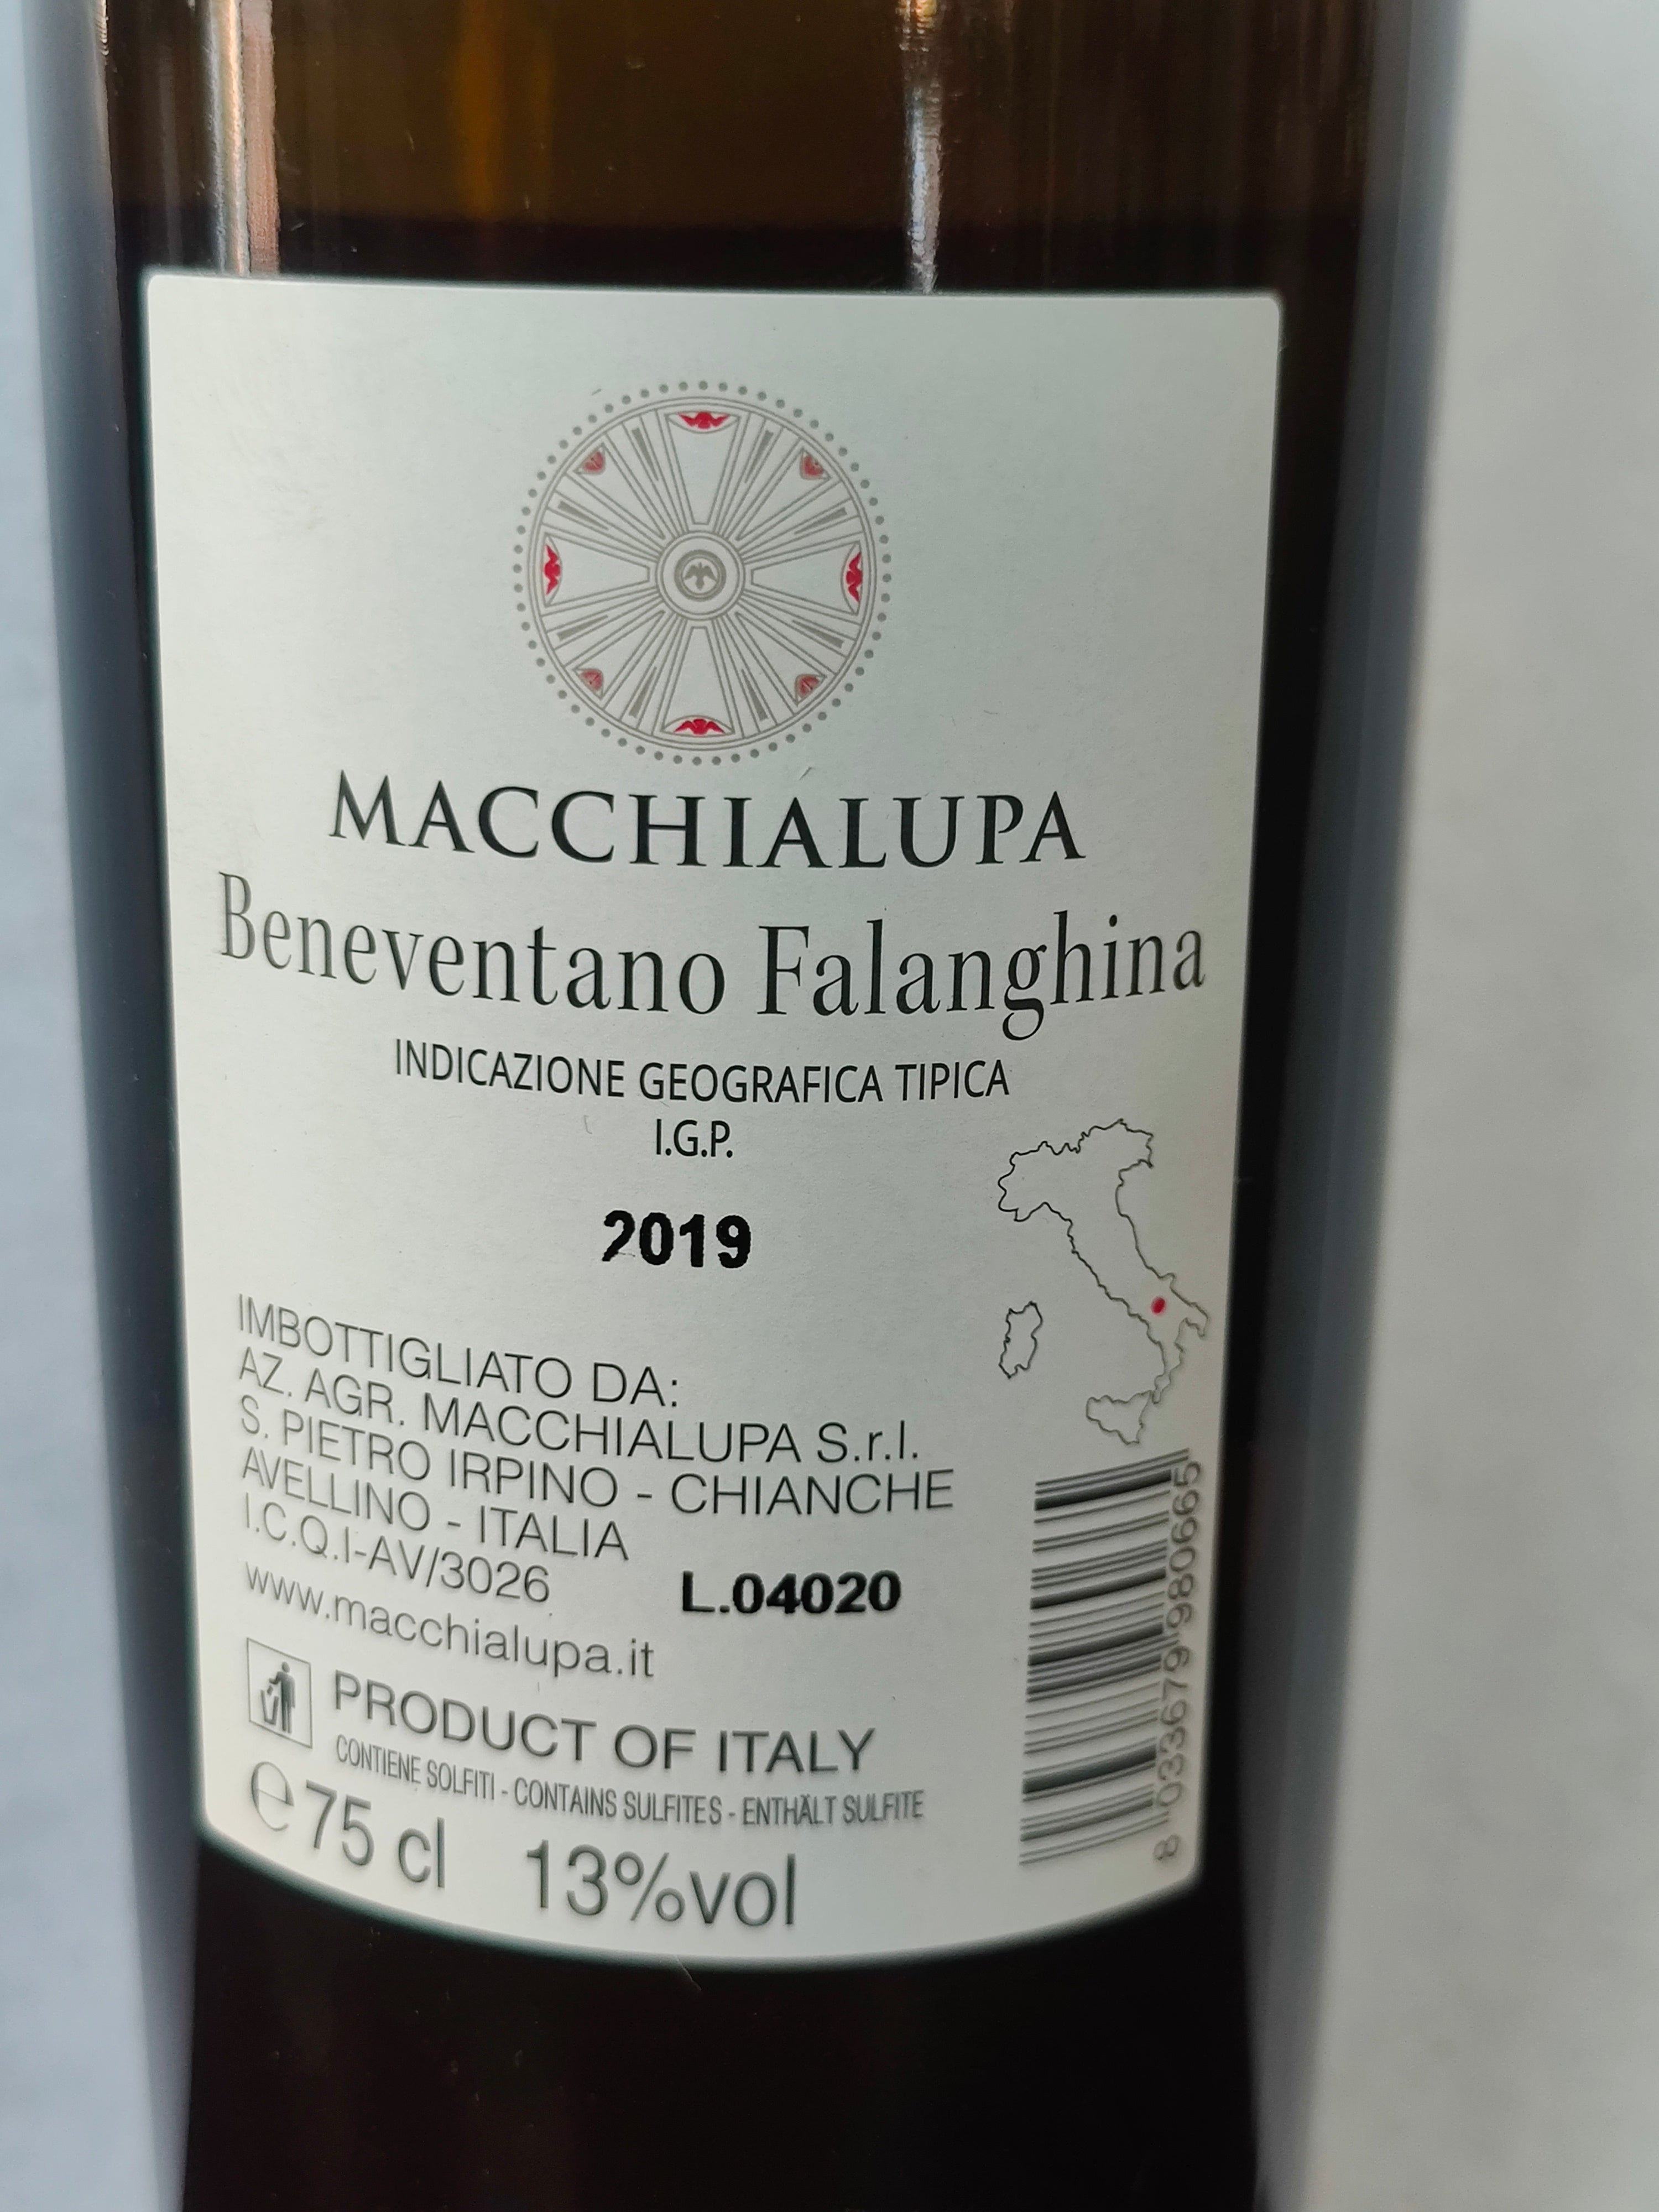 MACCHIALUPA
Beneventano Falanghina
INDICAZIONE GEOGRAFICA TIPICA
I.G.P.
2019
IMBOTTIGLIATO DA:
AZ. AGR. MACCHIALUPA S.r.l.
S. PIETRO IRPINO - CHIANCHE
AVELLINO - ITALIA
I.C.Q.I-AV/3026
L.04020
www.macchialupa.it
PRODUCT OF ITALY
CONTIENE SOLFITI - CONTAINS SULFITES - ENTHÄLT SULFITE
℮75 cl 13%vol
8 033679 980665